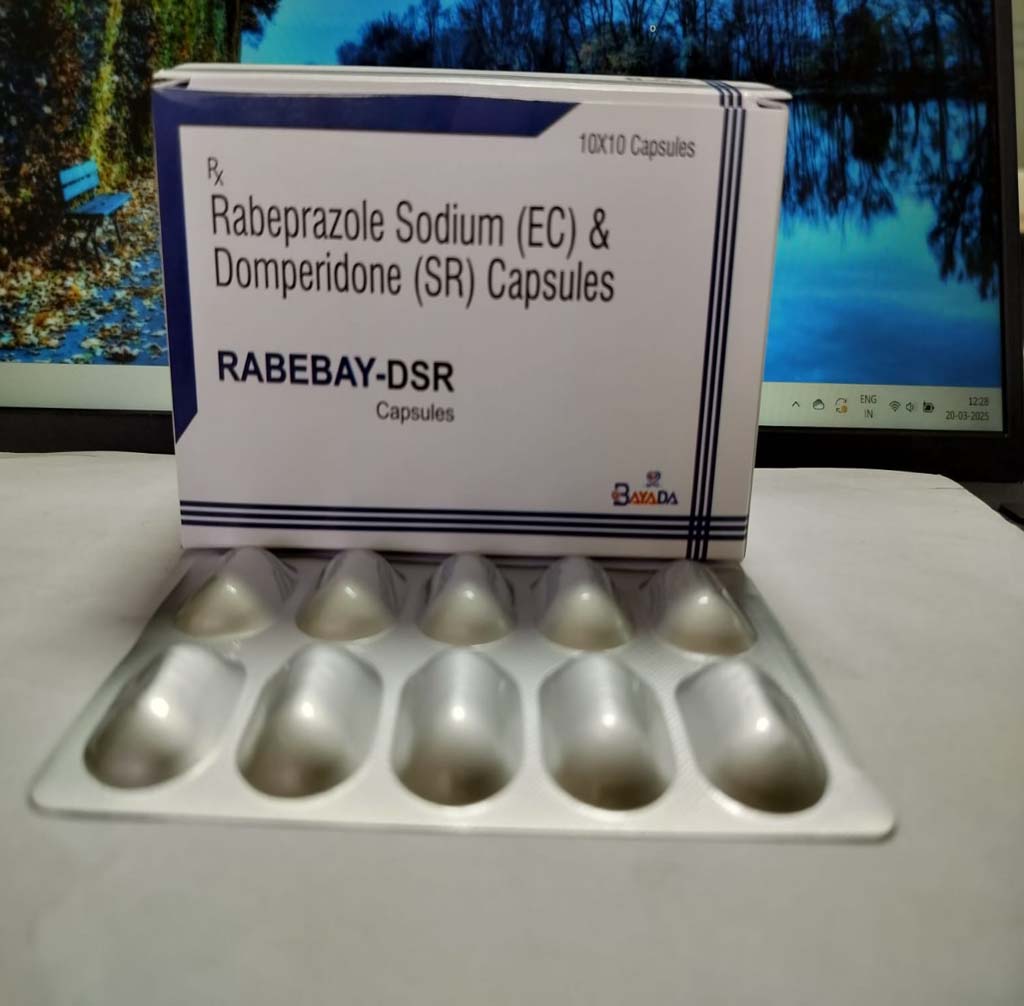 10X10 Capsules
Rx
Rabeprazole Sodium (EC) &
Domperidone (SR) Capsules
RABEBAY-DSR
Capsules
BAYADA
ENG
IN
12:28
20-03-2025